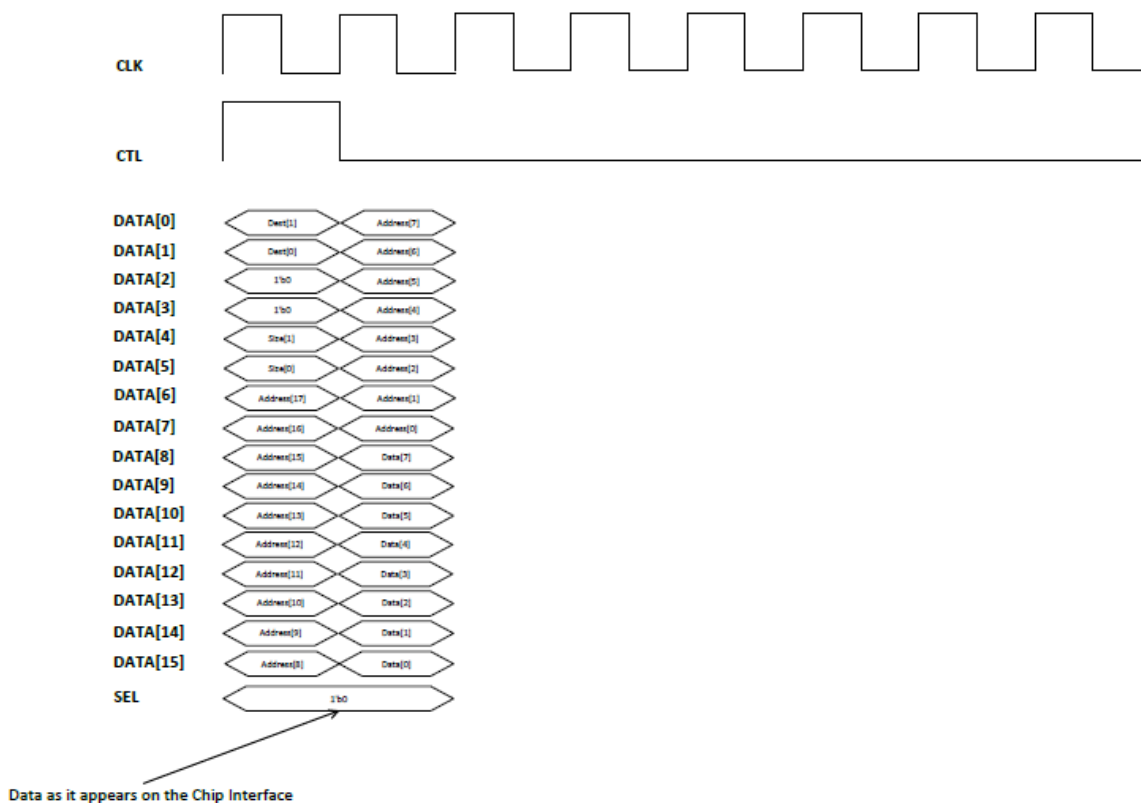 CLK
CTL
DATA[0] Dest[1] Address[7]
DATA[1] Dest[0] Address[6]
DATA[2] 1'b0 Address[5]
DATA[3] 1'b0 Address[4]
DATA[4] Size[1] Address[3]
DATA[5] Size[0] Address[2]
DATA[6] Address[17] Address[1]
DATA[7] Address[16] Address[0]
DATA[8] Address[15] Data[7]
DATA[9] Address[14] Data[6]
DATA[10] Address[13] Data[5]
DATA[11] Address[12] Data[4]
DATA[12] Address[11] Data[3]
DATA[13] Address[10] Data[2]
DATA[14] Address[9] Data[1]
DATA[15] Address[8] Data[0]
SEL 1'b0
Data as it appears on the Chip Interface